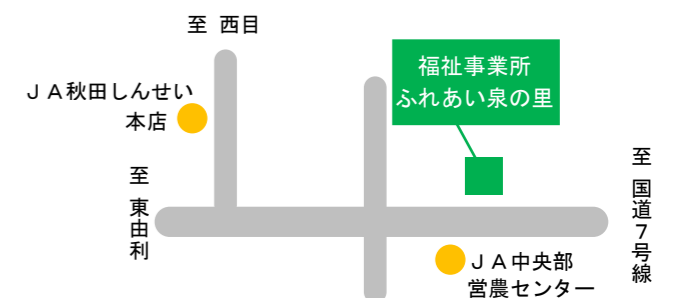 至 西目
ＪＡ秋田しんせい
本店
福祉事業所
ふれあい泉の里
至 東由利
至 国道７号線
ＪＡ中央部
営農センター